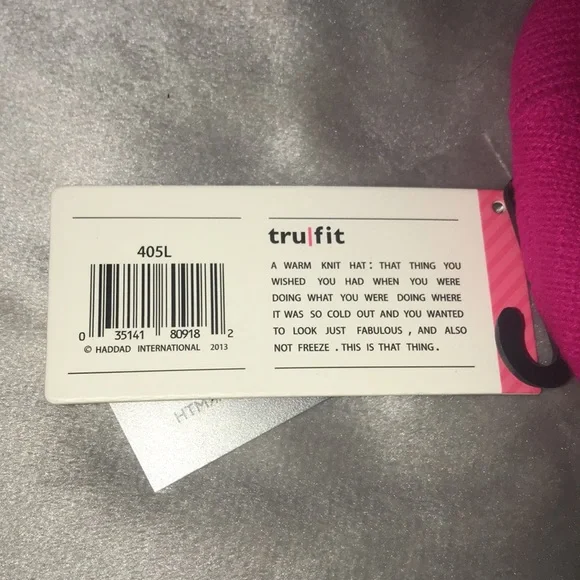 405L
0 35141 80918 2
© HADDAD INTERNATIONAL 2013
tru|fit
A WARM KNIT HAT: THAT THING YOU
WISHED YOU HAD WHEN YOU WERE
DOING WHAT YOU WERE DOING WHERE
IT WAS SO COLD OUT AND YOU WANTED
TO LOOK JUST FABULOUS , AND ALSO
NOT FREEZE . THIS IS THAT THING.